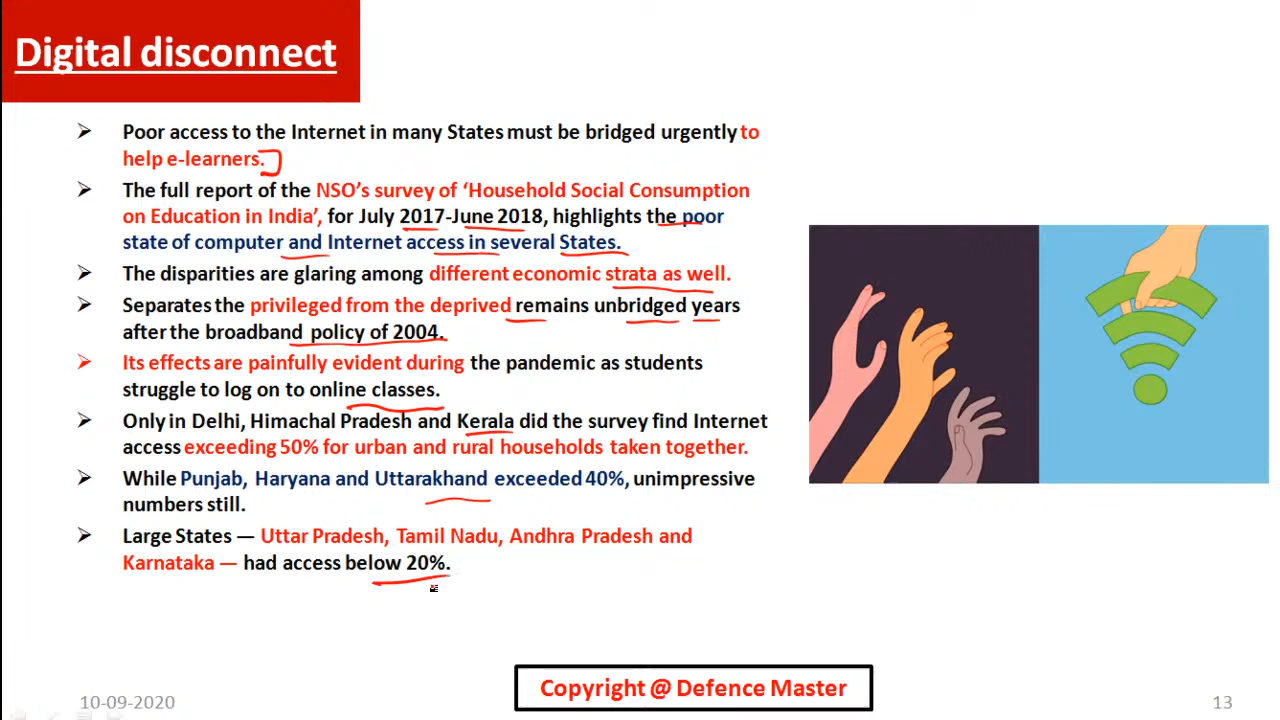 Digital disconnect
➢ Poor access to the Internet in many States must be bridged urgently to
help e-learners.
➢ The full report of the NSO's survey of ‘Household Social Consumption
on Education in India’, for July 2017-June 2018, highlights the poor
state of computer and Internet access in several States.
➢ The disparities are glaring among different economic strata as well.
➢ Separates the privileged from the deprived remains unbridged years
after the broadband policy of 2004.
➢ Its effects are painfully evident during the pandemic as students
struggle to log on to online classes.
➢ Only in Delhi, Himachal Pradesh and Kerala did the survey find Internet
access exceeding 50% for urban and rural households taken together.
➢ While Punjab, Haryana and Uttarakhand exceeded 40%, unimpressive
numbers still.
➢ Large States — Uttar Pradesh, Tamil Nadu, Andhra Pradesh and
Karnataka — had access below 20%.
10-09-2020
Copyright @ Defence Master
13